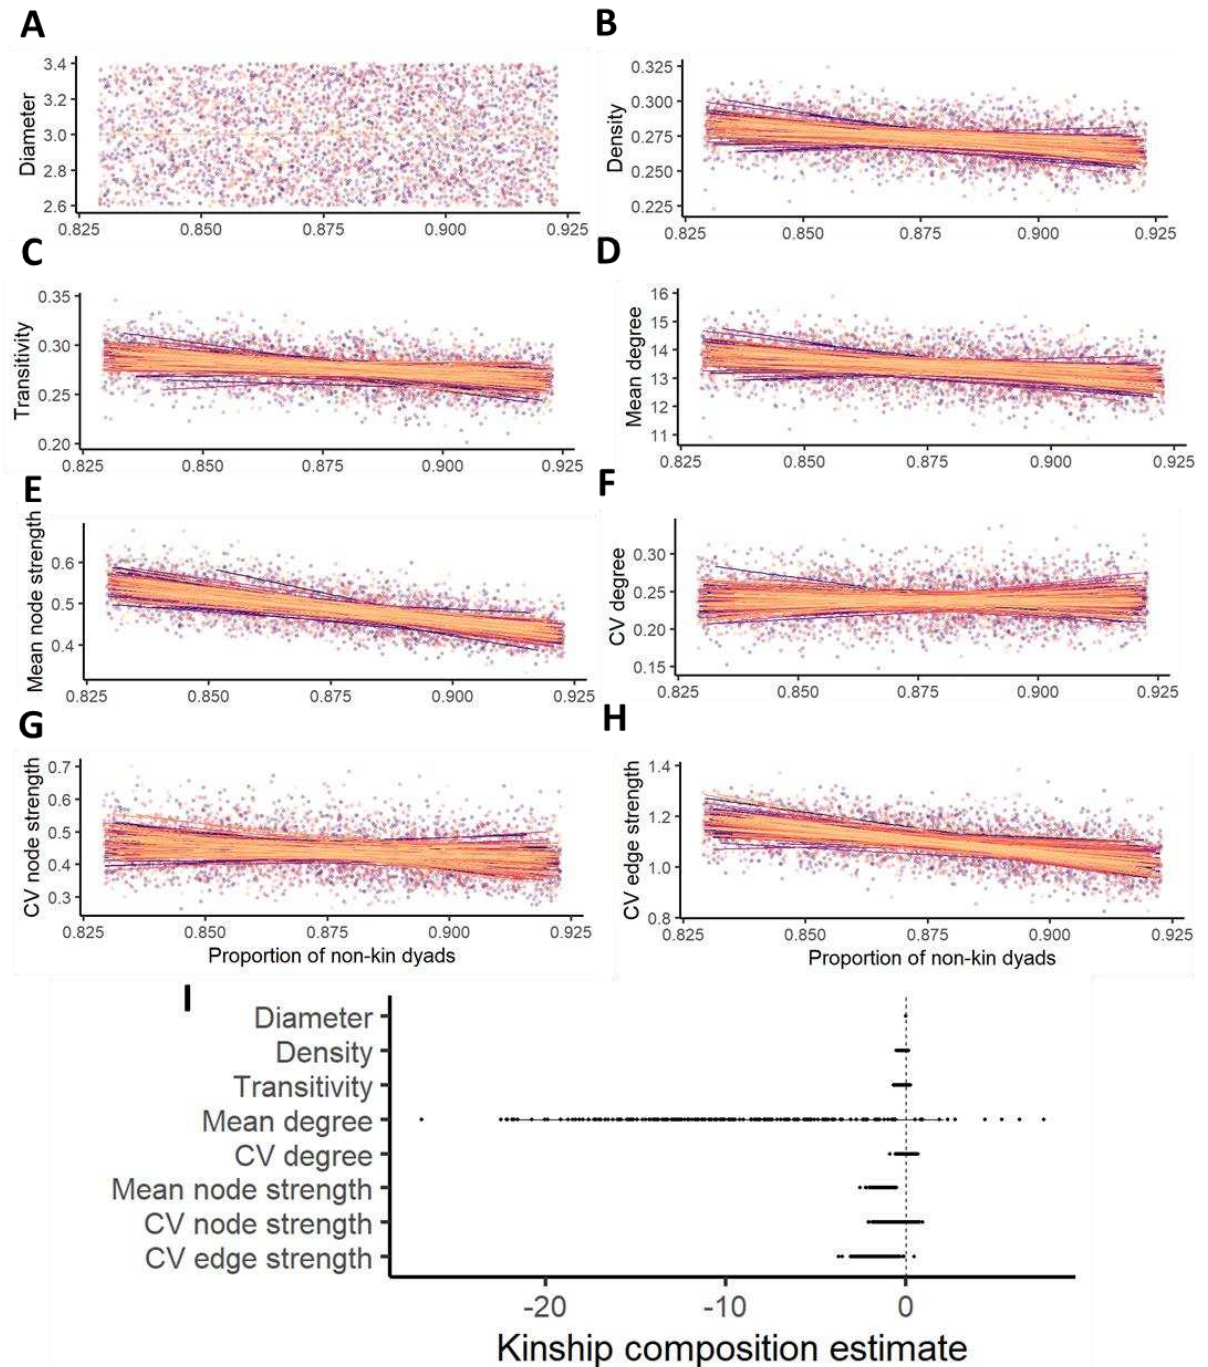 A
B
Diameter
3.4
3.2
3.0
2.8
2.6
0.825 0.850 0.875 0.900 0.925
Density
0.325
0.300
0.275
0.250
0.225
0.825 0.850 0.875 0.900 0.925
C
D
Transitivity
0.35
0.30
0.25
0.20
0.825 0.850 0.875 0.900 0.925
Mean degree
16
15
14
13
12
11
0.825 0.850 0.875 0.900 0.925
E
F
Mean node strength
0.6
0.5
0.4
0.825 0.850 0.875 0.900 0.925
CV degree
0.30
0.25
0.20
0.15
0.825 0.850 0.875 0.900 0.925
G
H
CV node strength
0.7
0.6
0.5
0.4
0.3
0.825 0.850 0.875 0.900 0.925
Proportion of non-kin dyads
CV edge strength
1.4
1.2
1.0
0.8
0.825 0.850 0.875 0.900 0.925
Proportion of non-kin dyads
I
Diameter
Density
Transitivity
Mean degree
CV degree
Mean node strength
CV node strength
CV edge strength
-20 -10 0
Kinship composition estimate